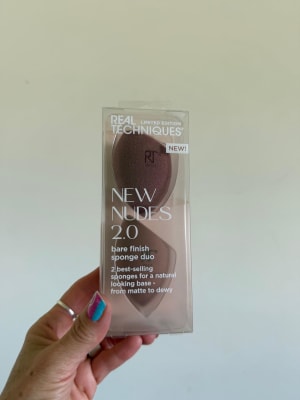 REAL LIMITED EDITION
TECHNIQUES®
NEW!
RT
NEW
NUDES
2.0
bare finish
sponge duo
2 best-selling
sponges for a natural
looking base -
from matte to dewy